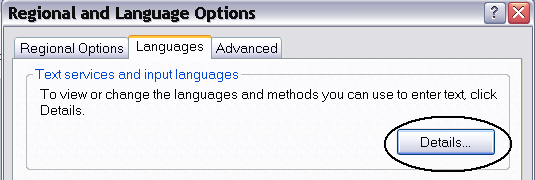 Regional and Language Options
Regional Options Languages Advanced
Text services and input languages
To view or change the languages and methods you can use to enter text, click
Details.
Details...